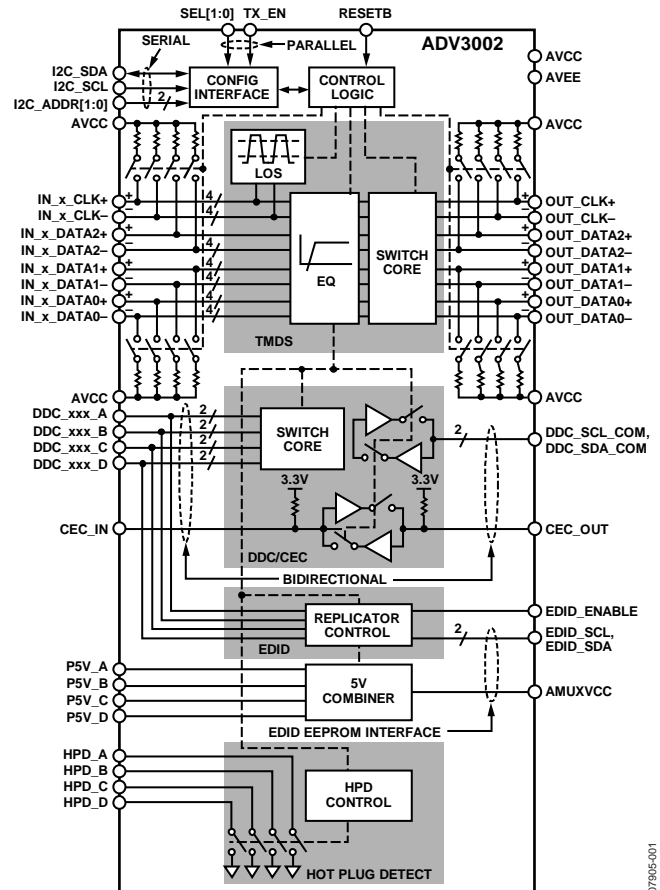 SEL[1:0] TX_EN RESETB
SERIAL
PARALLEL
ADV3002
AVCC
AVEE
I2C_SDA
I2C_SCL
I2C_ADDR[1:0]
2
CONFIG
INTERFACE
CONTROL
LOGIC
AVCC
AVCC
LOS
IN_x_CLK+
+
4
IN_x_CLK–
–
IN_x_DATA2+
+
4
IN_x_DATA2–
–
IN_x_DATA1+
+
4
IN_x_DATA1–
–
IN_x_DATA0+
+
4
IN_x_DATA0–
–
EQ
SWITCH
CORE
TMDS
+
OUT_CLK+
–
OUT_CLK–
+
OUT_DATA2+
–
OUT_DATA2–
+
OUT_DATA1+
–
OUT_DATA1–
+
OUT_DATA0+
–
OUT_DATA0–
AVCC
AVCC
DDC_xxx_A
2
DDC_xxx_B
2
DDC_xxx_C
2
DDC_xxx_D
2
SWITCH
CORE
2
DDC_SCL_COM,
DDC_SDA_COM
3.3V
3.3V
CEC_IN
CEC_OUT
DDC/CEC
BIDIRECTIONAL
REPLICATOR
CONTROL
EDID
EDID_ENABLE
2
EDID_SCL,
EDID_SDA
P5V_A
P5V_B
P5V_C
P5V_D
5V
COMBINER
AMUXVCC
EDID EEPROM INTERFACE
HPD_A
HPD_B
HPD_C
HPD_D
HPD
CONTROL
HOT PLUG DETECT
07905-001